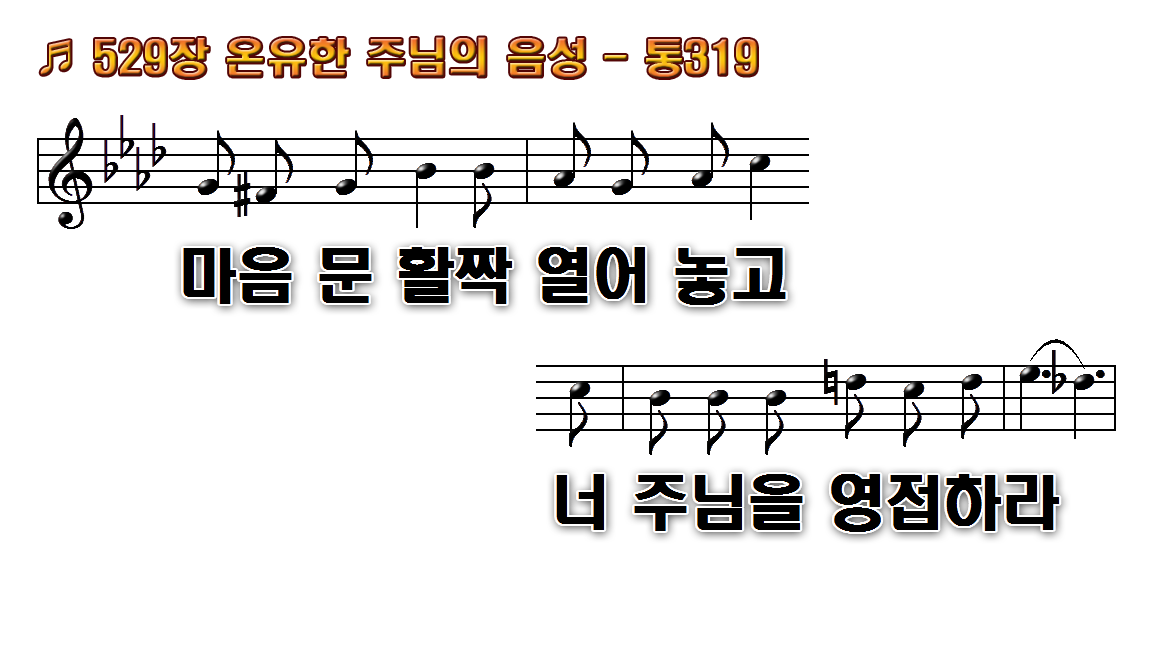 ♬ 529장 온유한 주님의 음성 - 통319
마음 문 활짝 열어 놓고
너 주님을 영접하라